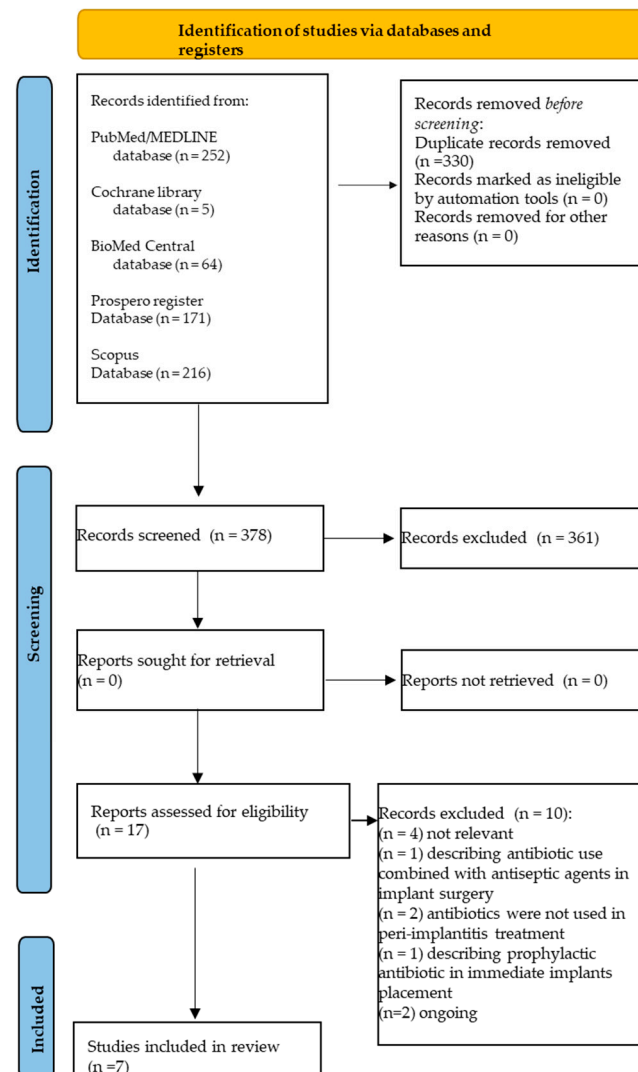 Identification of studies via databases and
registers
Identification
Records identified from:
PubMed/MEDLINE
database (n = 252)
Cochrane library
database (n = 5)
BioMed Central
database (n = 64)
Prospero register
Database (n = 171)
Scopus
Database (n = 216)
Records removed before
screening:
Duplicate records removed
(n =330)
Records marked as ineligible
by automation tools (n = 0)
Records removed for other
reasons (n = 0)
Screening
Records screened (n = 378)
Records excluded (n = 361)
Reports sought for retrieval
(n = 0)
Reports not retrieved (n = 0)
Reports assessed for eligibility
(n = 17)
Records excluded (n = 10):
(n = 4) not relevant
(n = 1) describing antibiotic use
combined with antiseptic agents in
implant surgery
(n = 2) antibiotics were not used in
peri-implantitis treatment
(n = 1) describing prophylactic
antibiotic in immediate implants
placement
(n=2) ongoing
Included
Studies included in review
(n =7)